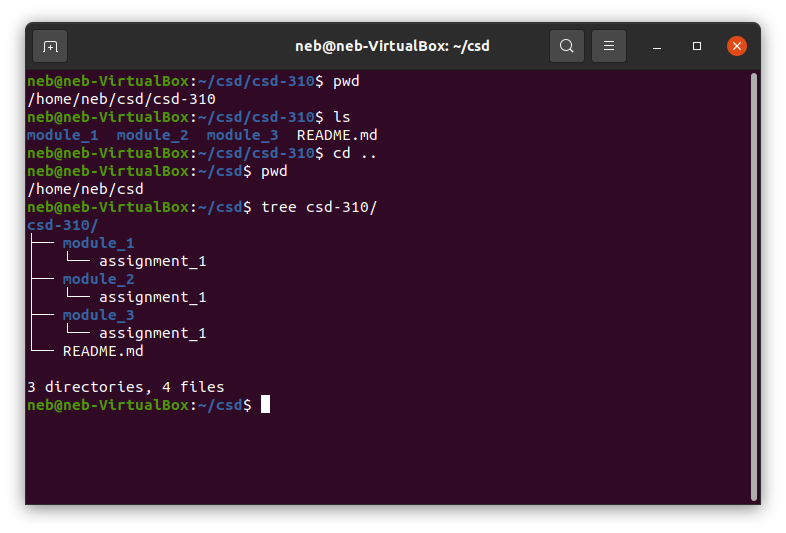 neb@neb-VirtualBox: ~/csd
neb@neb-VirtualBox:~/csd/csd-310$ pwd
/home/neb/csd/csd-310
neb@neb-VirtualBox:~/csd/csd-310$ ls
module_1  module_2  module_3  README.md
neb@neb-VirtualBox:~/csd/csd-310$ cd ..
neb@neb-VirtualBox:~/csd$ pwd
/home/neb/csd
neb@neb-VirtualBox:~/csd$ tree csd-310/
csd-310/
├── module_1
│   └── assignment_1
├── module_2
│   └── assignment_1
├── module_3
│   └── assignment_1
└── README.md
3 directories, 4 files
neb@neb-VirtualBox:~/csd$